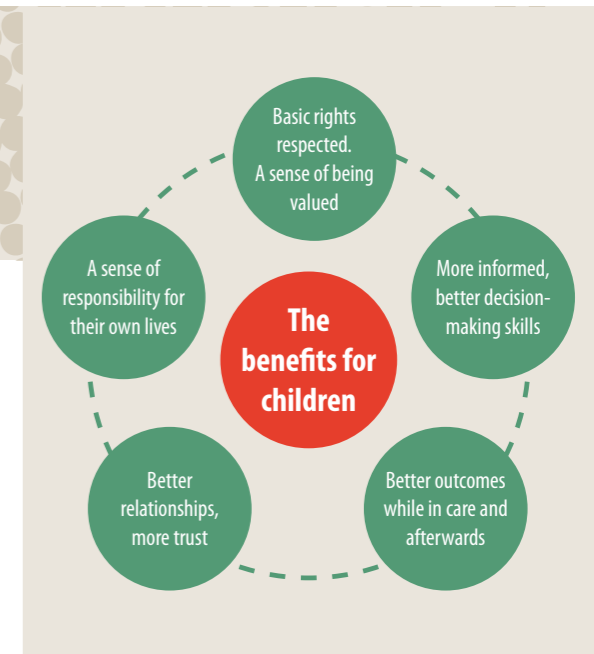 Basic rights
respected.
A sense of being
valued
A sense of
responsibility for
their own lives
More informed,
better decision-
making skills
The
benefits for
children
Better
relationships,
more trust
Better outcomes
while in care and
afterwards